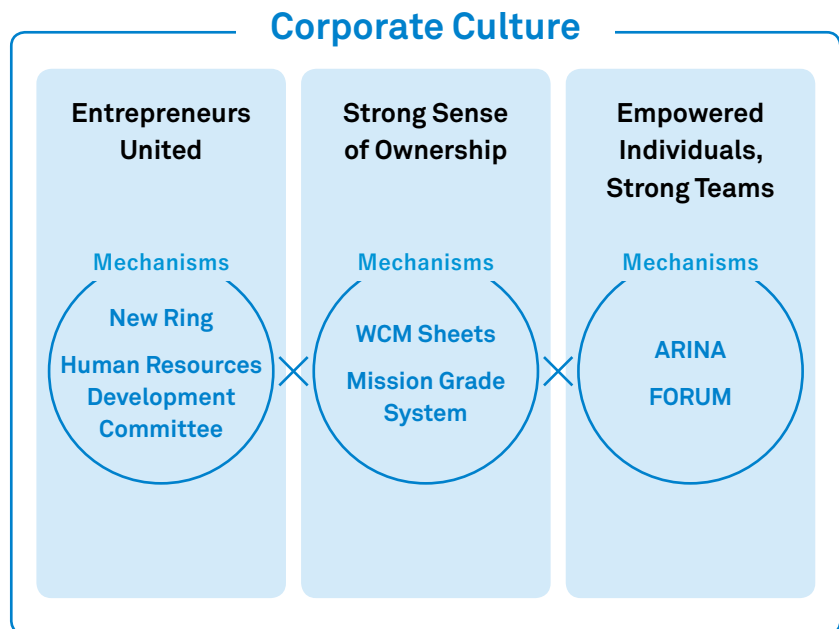 Corporate Culture
Entrepreneurs
United
Mechanisms
New Ring
Human Resources
Development
Committee
Strong Sense
of Ownership
Mechanisms
WCM Sheets
Mission Grade
System
Empowered
Individuals,
Strong Teams
Mechanisms
ARINA
FORUM